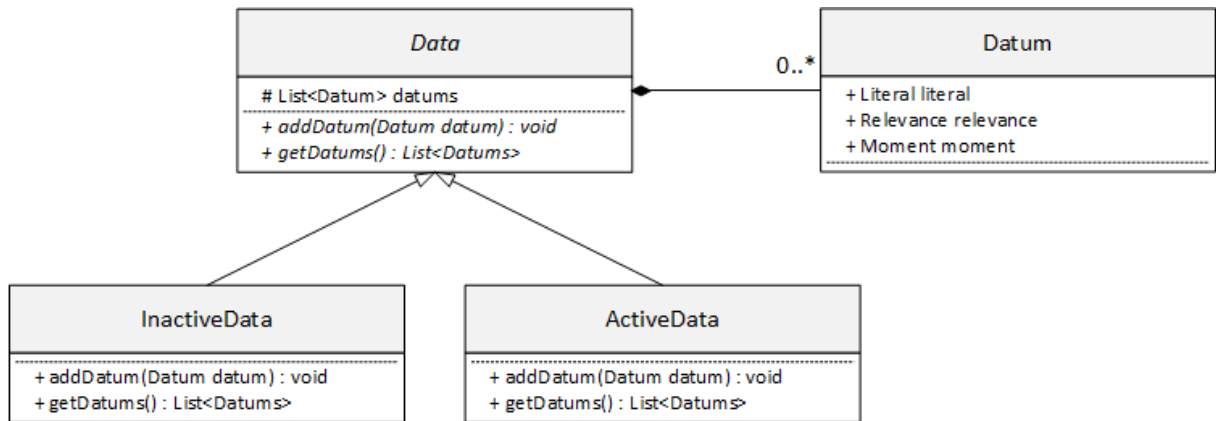 Data
# List<Datum> datums
+ addDatum(Datum datum) : void
+ getDatums() : List<Datums>
0..*
Datum
+ Literal literal
+ Relevance relevance
+ Moment moment
InactiveData
+ addDatum(Datum datum) : void
+ getDatums() : List<Datums>
ActiveData
+ addDatum(Datum datum) : void
+ getDatums() : List<Datums>